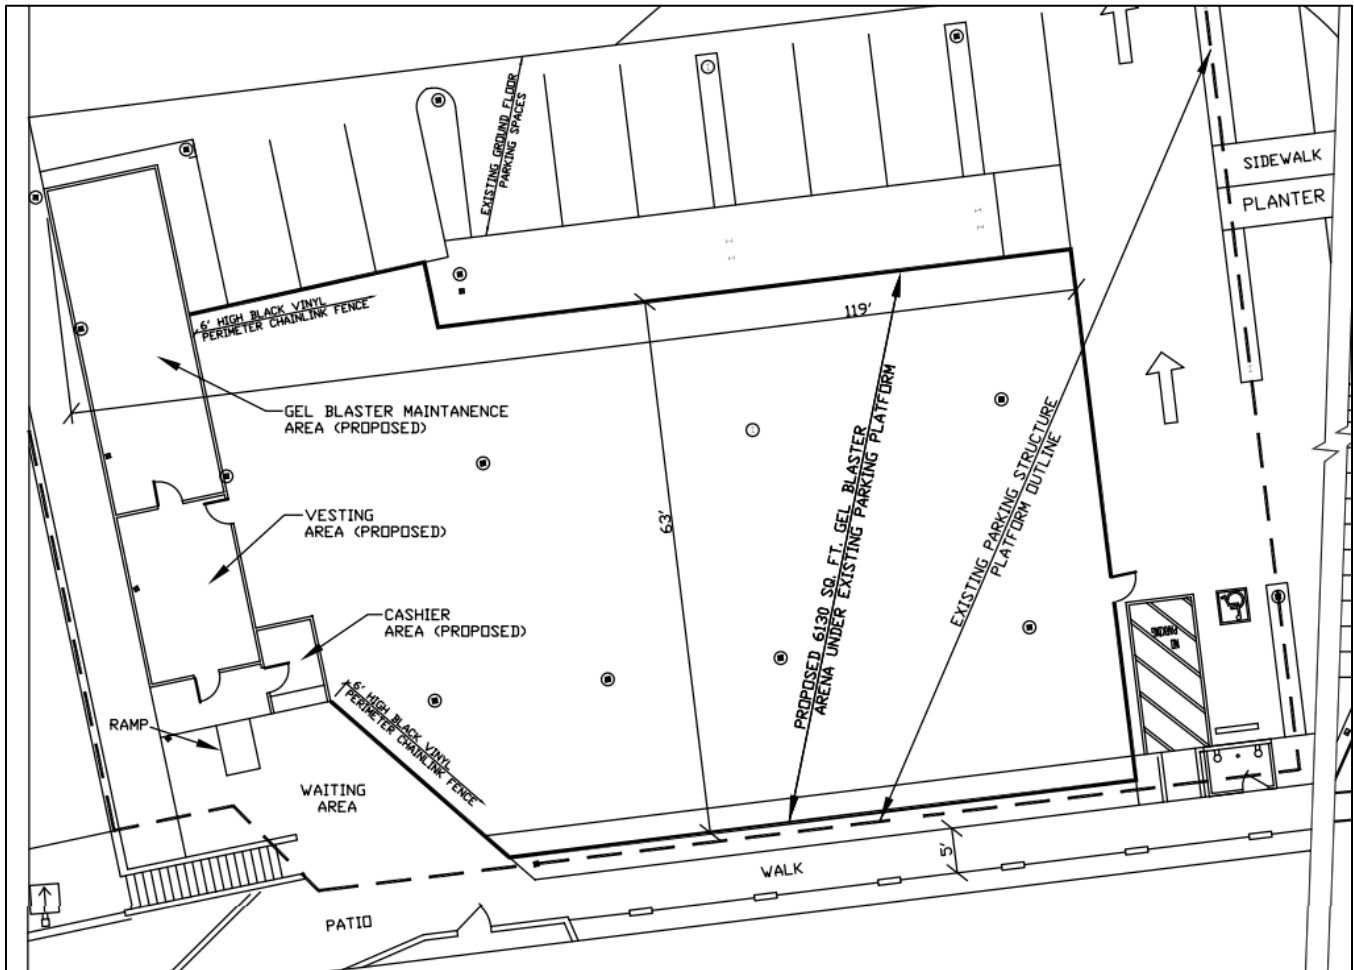 EXISTING GROUND FLOOR
PARKING SPACES
SIDEWALK
PLANTER
6' HIGH BLACK VINYL
PERIMETER CHAINLINK FENCE
119'
GEL BLASTER MAINTANENCE
AREA (PROPOSED)
63'
PROPOSED 6130 SQ. FT. GEL BLASTER
ARENA UNDER EXISTING PARKING PLATFORM
EXISTING PARKING STRUCTURE
PLATFORM OUTLINE
VESTING
AREA (PROPOSED)
CASHIER
AREA (PROPOSED)
NO
PARKING
6' HIGH BLACK VINYL
PERIMETER CHAINLINK FENCE
RAMP
WAITING
AREA
5'
WALK
PATIO